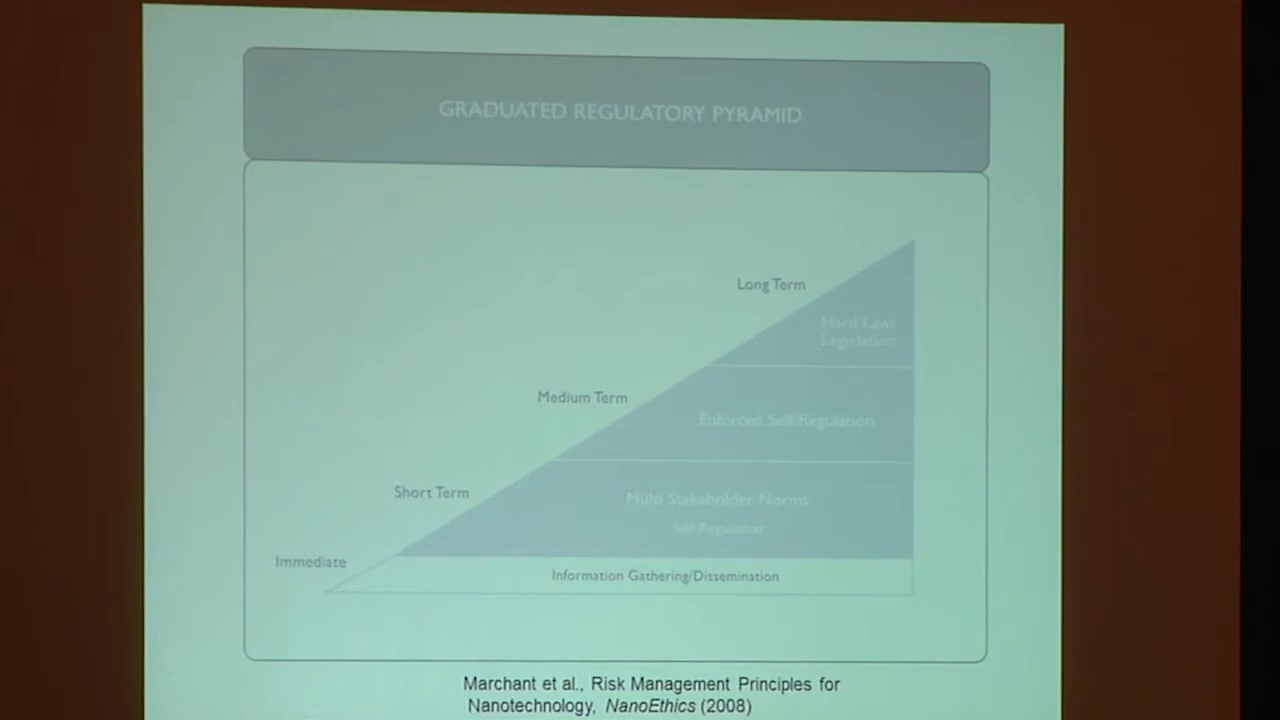 GRADUATED REGULATORY PYRAMID
Long Term
Hard Law/
Legislation
Medium Term
Enforced Self-Regulation
Short Term
Multi Stakeholder Norms
Self-Regulation
Immediate
Information Gathering/Dissemination
Marchant et al., Risk Management Principles for
Nanotechnology, NanoEthics (2008)